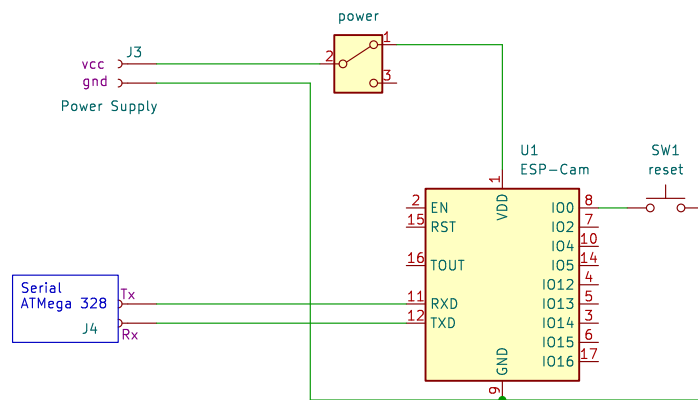 power
J3
vcc
gnd
Power Supply
2
1
3
U1
ESP-Cam
SW1
reset
1
VDD
2 EN
15 RST
16 TOUT
11 RXD
12 TXD
IO0 8
IO2 7
IO4 10
IO5 14
IO12 4
IO13 5
IO14 3
IO15 6
IO16 17
GND
9
Serial
ATMega 328
J4
Tx
Rx